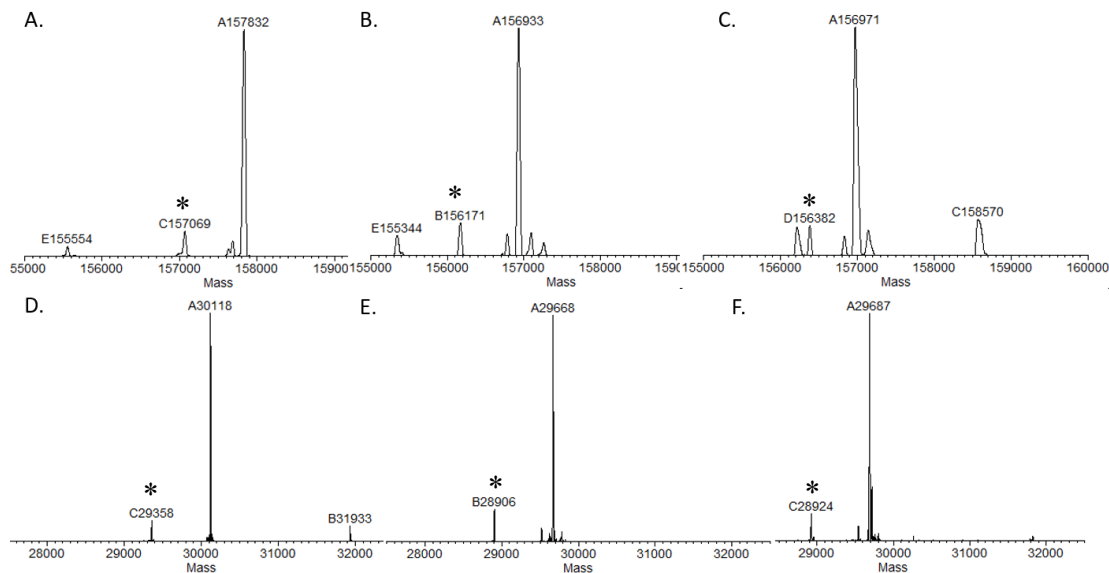 A.
A157832
*
C157069
E155554
55000 156000 157000 158000 15900
Mass
B.
A156933
*
B156171
E155344
155000 156000 157000 158000 159
Mass
C.
A156971
*
D156382
C158570
155000 156000 157000 158000 159000 160000
Mass
D.
A30118
*
C29358
B31933
28000 29000 30000 31000 32000
Mass
E.
A29668
*
B28906
28000 29000 30000 31000 32000
Mass
F.
A29687
*
C28924
29000 30000 31000 32000
Mass